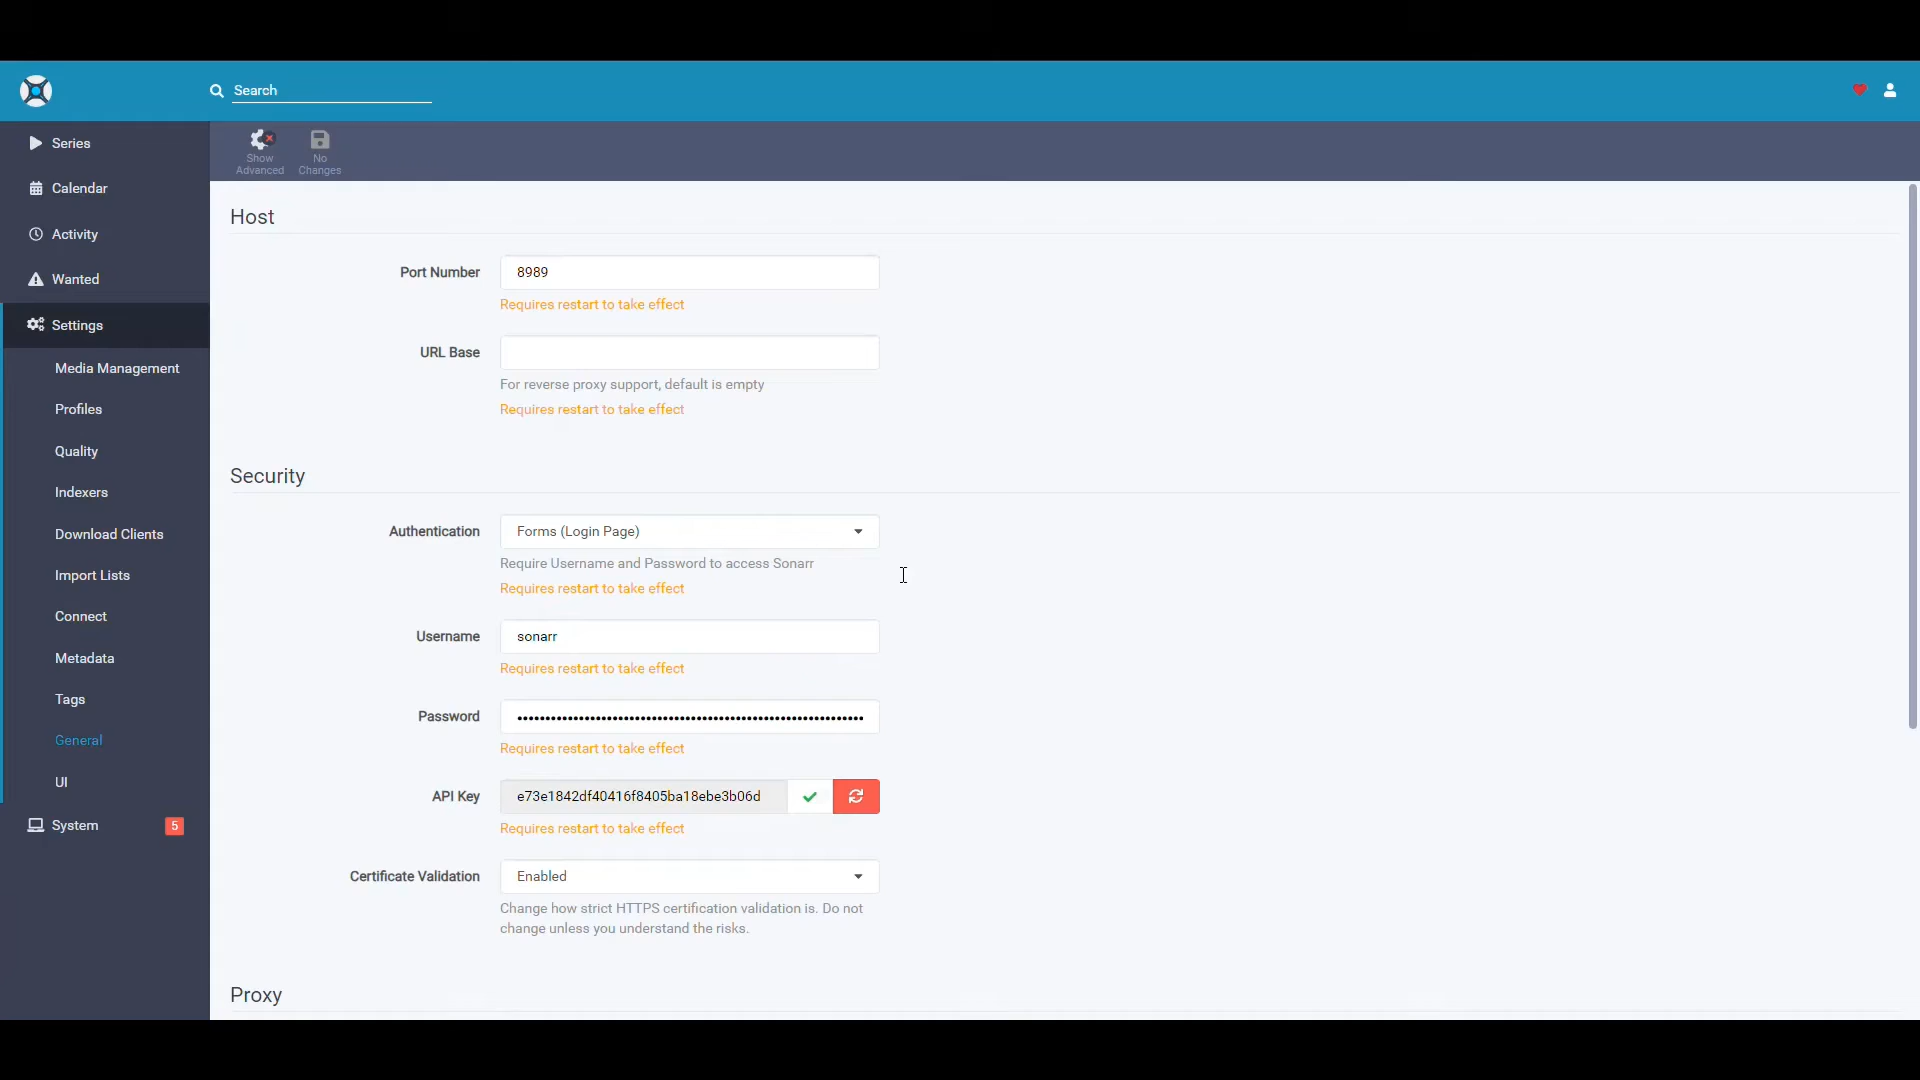 Search
Series
Calendar
Activity
Wanted
Settings
Media Management
Profiles
Quality
Indexers
Download Clients
Import Lists
Connect
Metadata
Tags
General
UI
System 5
Show
Advanced
No
Changes
Host
Port Number 8989
Requires restart to take effect
URL Base
For reverse proxy support, default is empty
Requires restart to take effect
Security
Authentication Forms (Login Page)
Require Username and Password to access Sonarr
Requires restart to take effect
Username sonarr
Requires restart to take effect
Password
Requires restart to take effect
API Key e73e1842df40416f8405ba18ebe3b06d
Requires restart to take effect
Certificate Validation Enabled
Change how strict HTTPS certification validation is. Do not
change unless you understand the risks.
Proxy